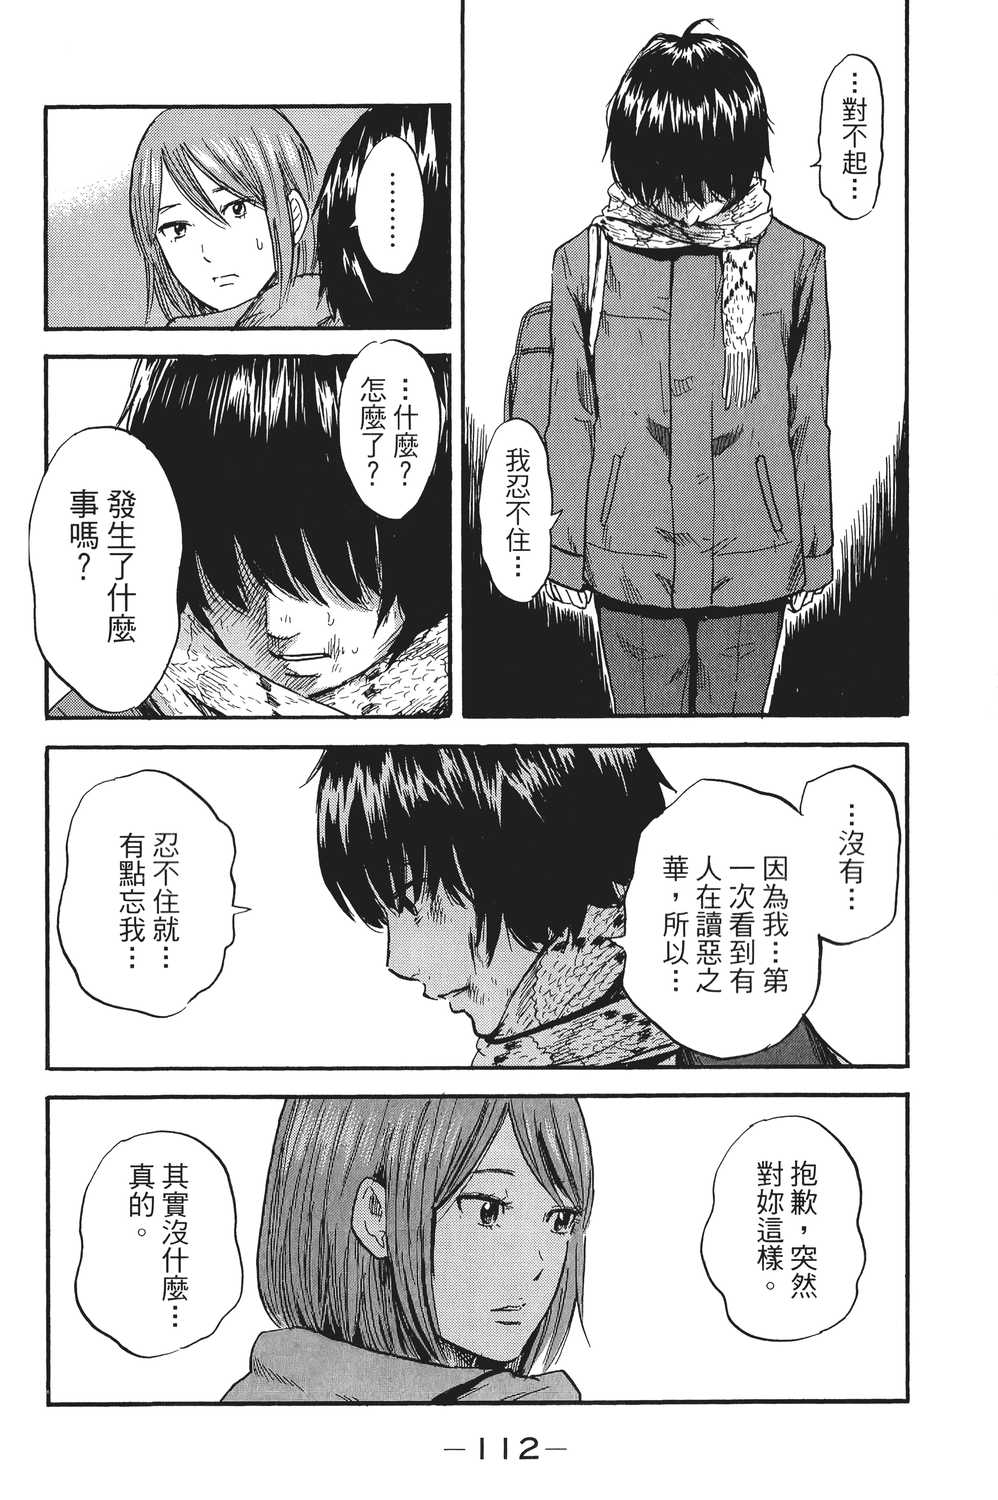 …對不起…
我忍不住…
………
…什麼？
怎麼了？
發生了什麼
事嗎？
…沒有…
因為我…第
一次看到有
人在讀惡之
華，所以…
忍不住就…
有點忘我…
抱歉，突然
對妳這樣。
其實沒什麼…
真的。
—112—